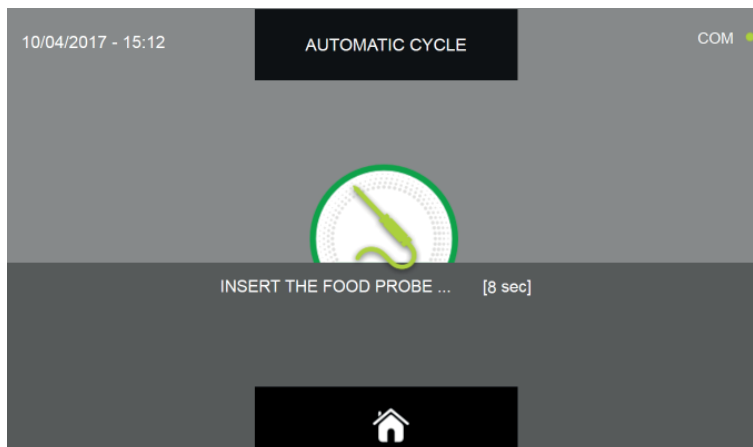 10/04/2017 - 15:12
AUTOMATIC CYCLE
COM
INSERT THE FOOD PROBE ... [8 sec]